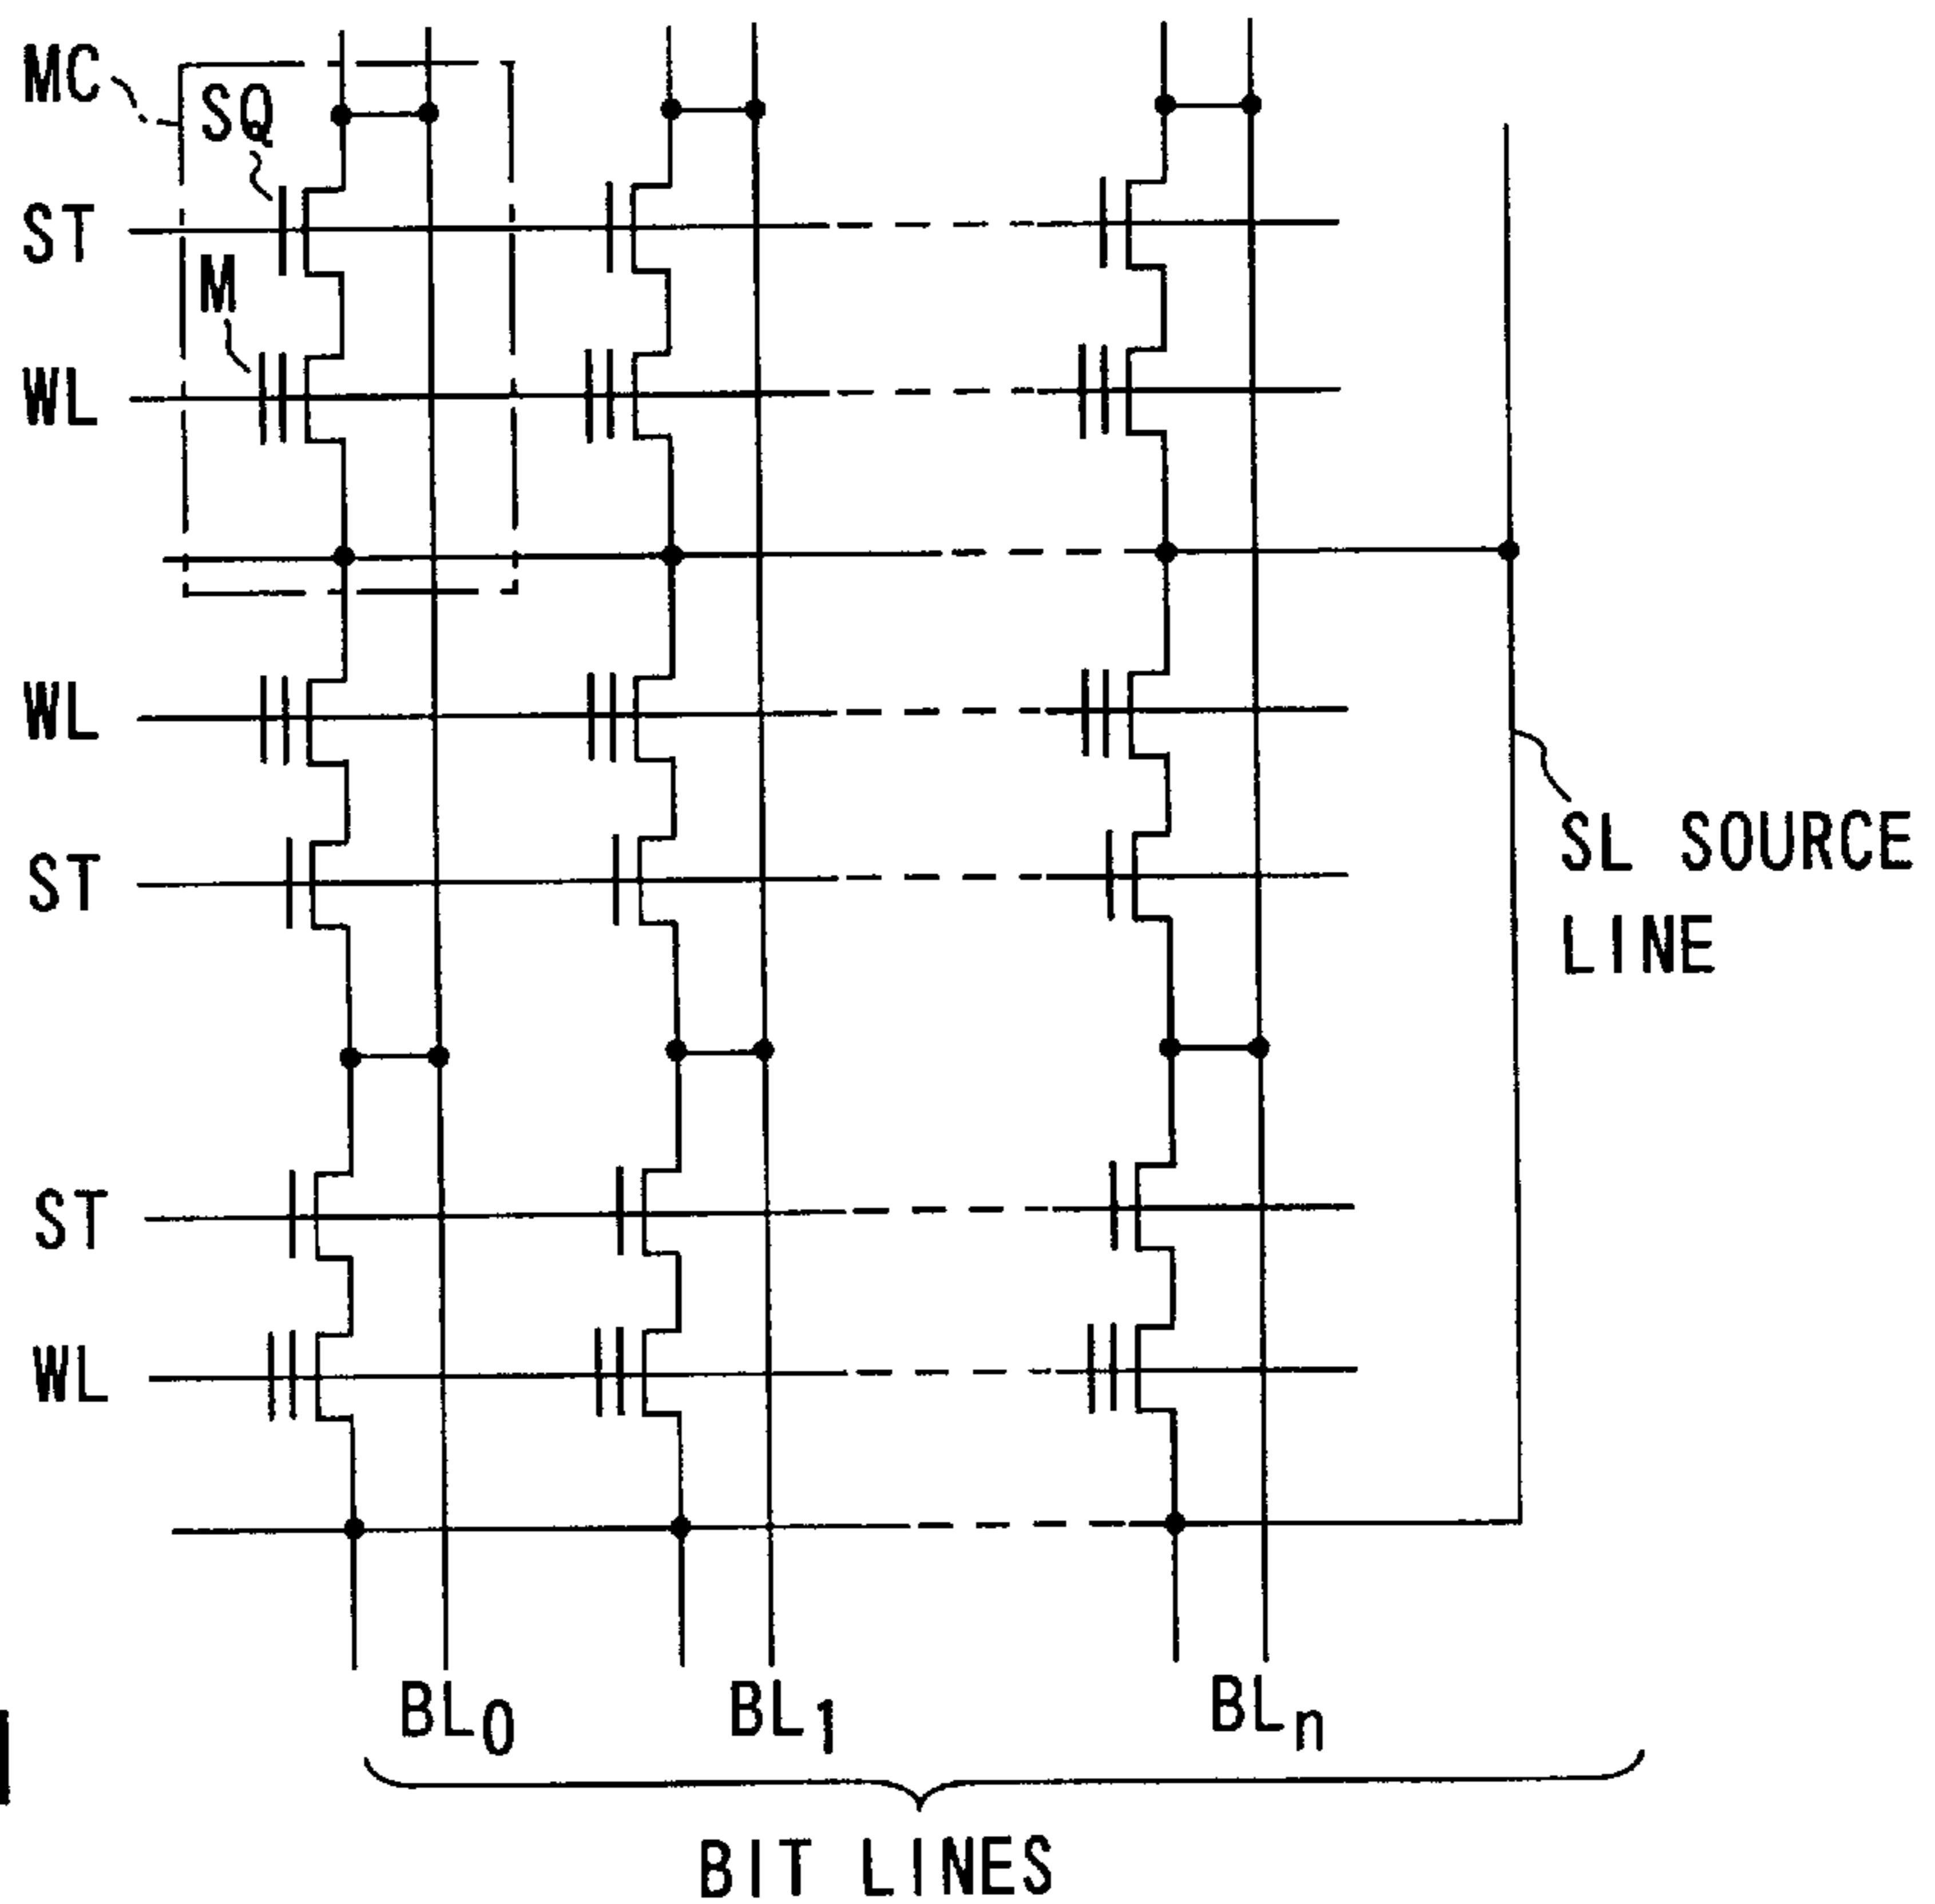 MC
SQ
ST
M
WL
WL
SL SOURCE
LINE
ST
ST
WL
BL0 BL1 BLn
BIT LINES